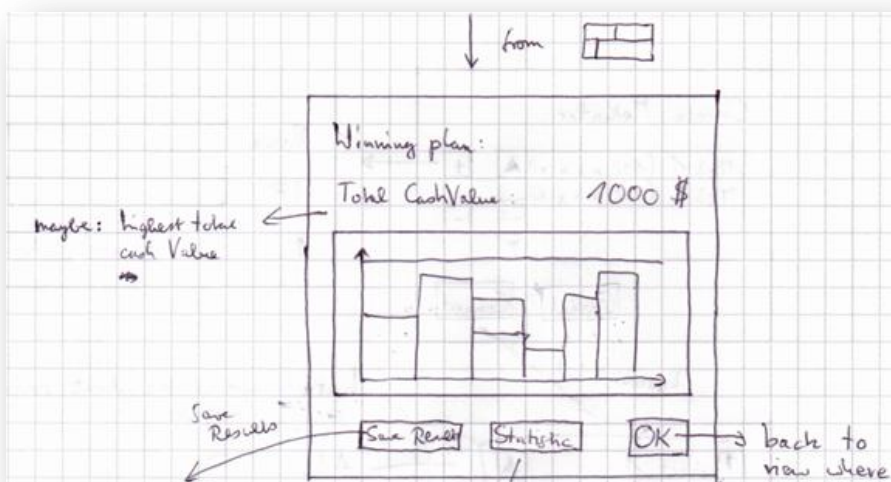 from
Winning plan:
Total CashValue: 1000 $
maybe: highest total
cash Value
Save
Results
Save Result
Statistic
OK
back to
view where